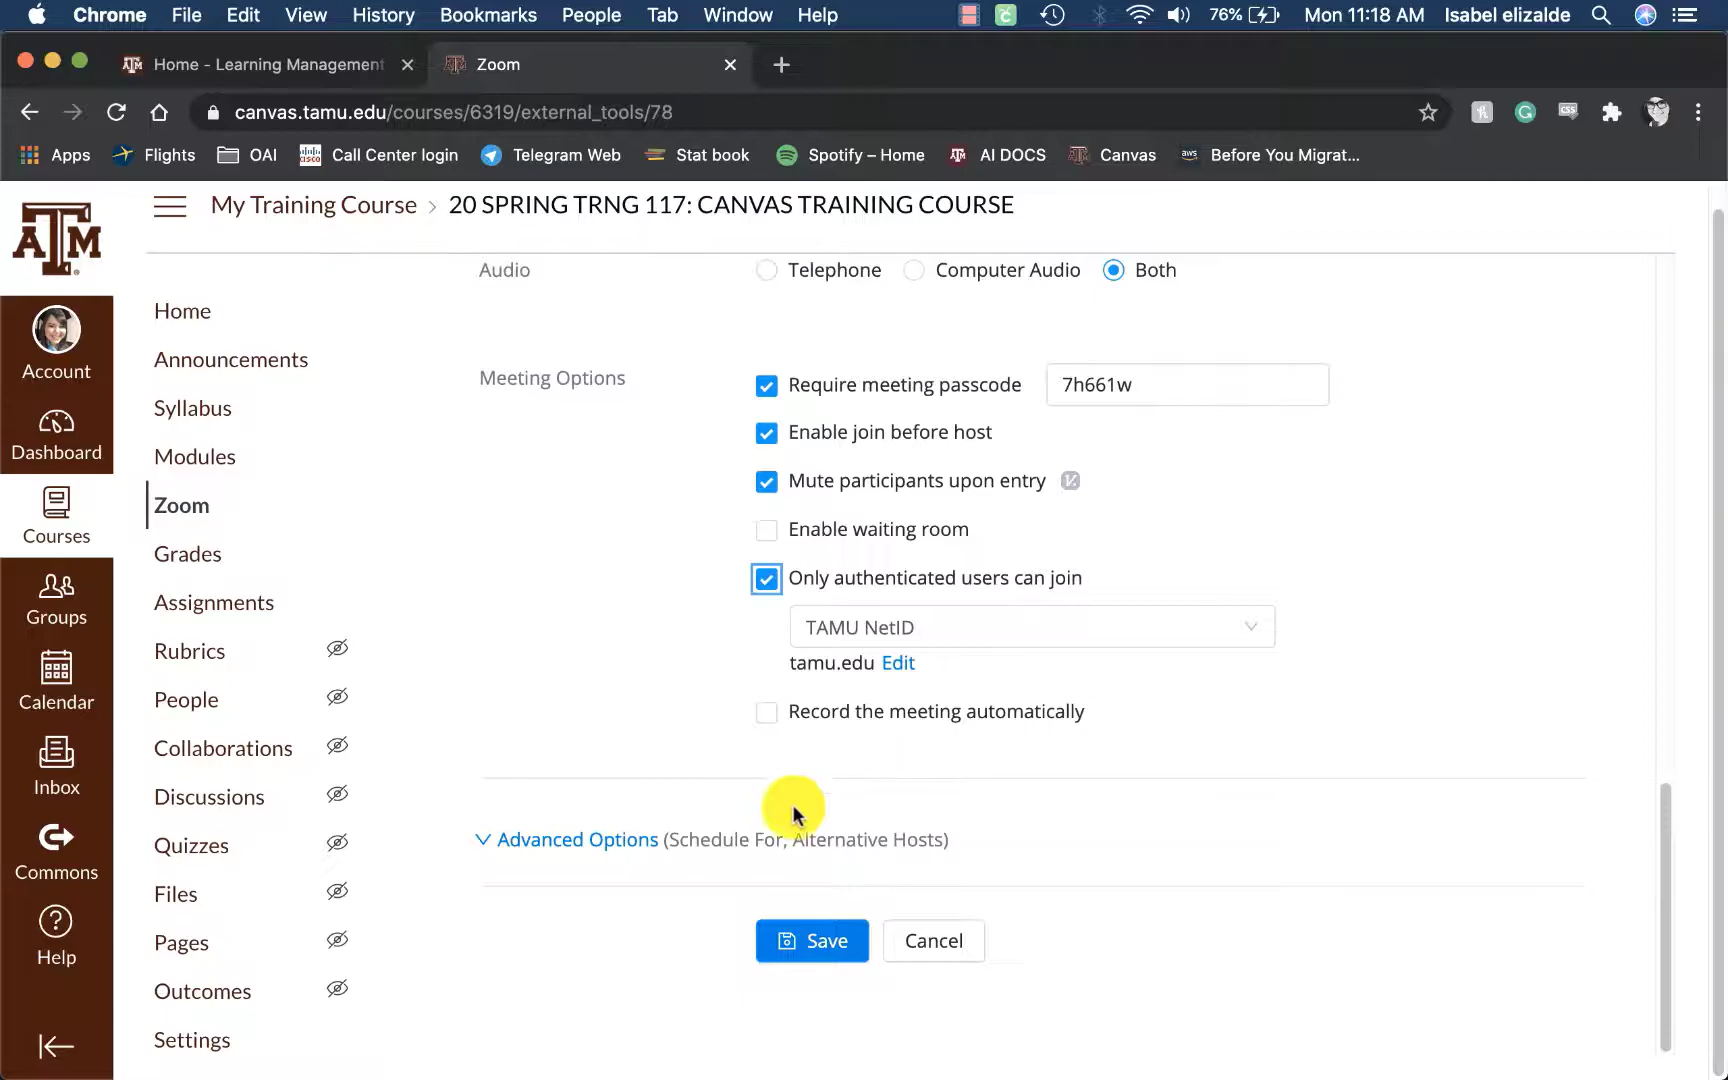 Chrome File Edit View History Bookmarks People Tab Window Help 76% Mon 11:18 AM Isabel elizalde
Home - Learning Management Zoom
canvas.tamu.edu/courses/6319/external_tools/78
Apps Flights OAI Call Center login Telegram Web Stat book Spotify – Home AI DOCS Canvas Before You Migrat...
My Training Course > 20 SPRING TRNG 117: CANVAS TRAINING COURSE
Account
Dashboard
Courses
Groups
Calendar
Inbox
Commons
Help
Home
Announcements
Syllabus
Modules
Zoom
Grades
Assignments
Rubrics
People
Collaborations
Discussions
Quizzes
Files
Pages
Outcomes
Settings
Audio Telephone Computer Audio Both
Meeting Options Require meeting passcode 7h661w
Enable join before host
Mute participants upon entry
Enable waiting room
Only authenticated users can join
TAMU NetID
tamu.edu Edit
Record the meeting automatically
Advanced Options (Schedule For, Alternative Hosts)
Save Cancel